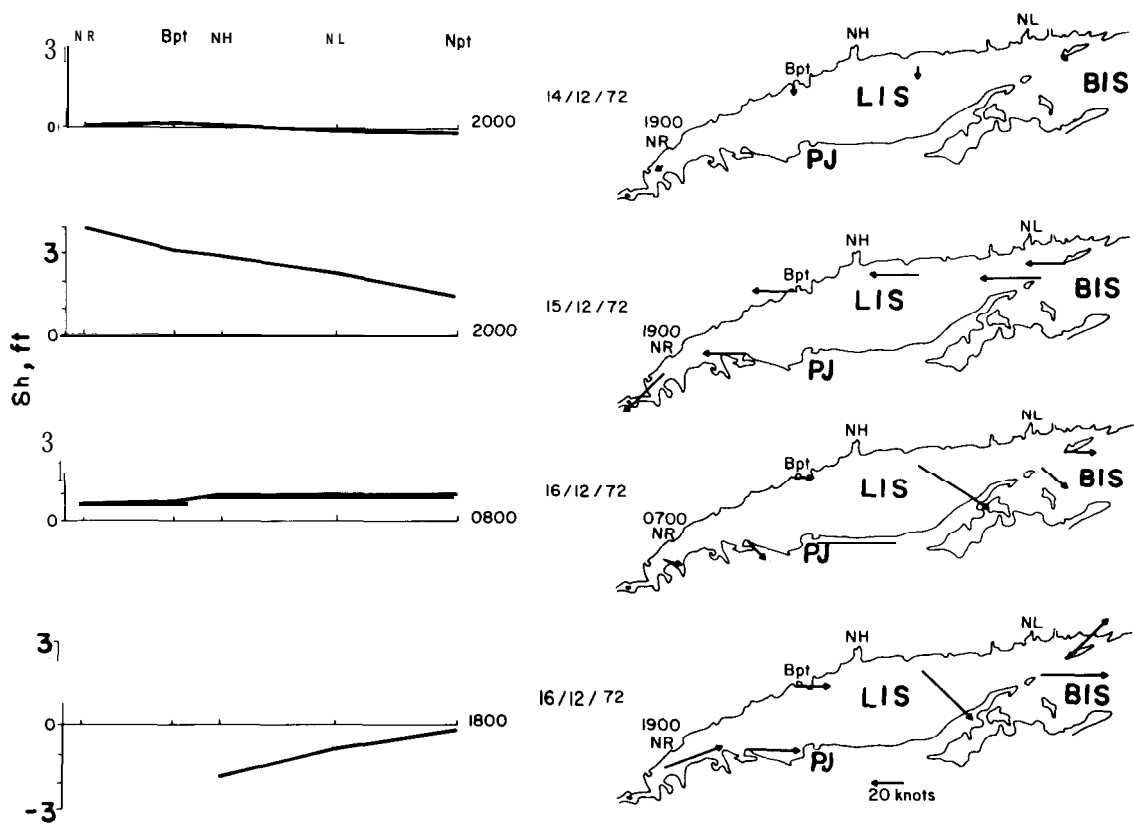 NR Bpt NH NL Npt
3
0
2000
14/12/72
1900
NR Bpt NH NL
LIS BIS
PJ
δh, ft
3
0
2000
15/12/72
1900
NR Bpt NH NL
LIS BIS
PJ
3
1
0
0800
16/12/72
0700
NR Bpt NH NL
LIS BIS
PJ
3
0
-3
1800
16/12/72
1900
NR Bpt NH NL
LIS BIS
PJ
20 knots